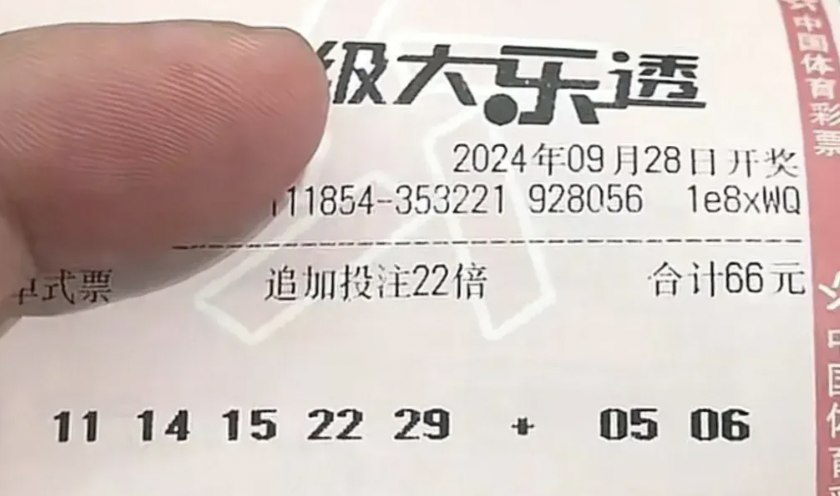 级大乐透
2024年09月28日开奖
111854-353221 928056 1e8xWQ
单式票 追加投注22倍 合计66元
11 14 15 22 29 + 05 06
中国体育彩票
中国体育